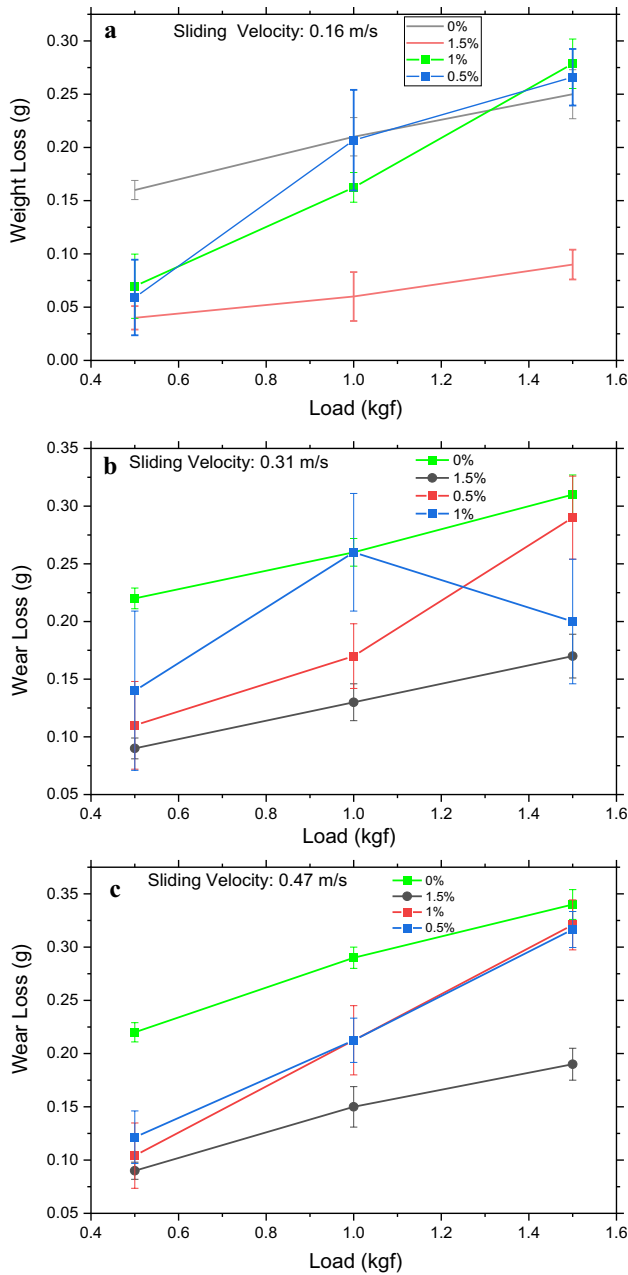 a
Sliding Velocity: 0.16 m/s
0%
1.5%
1%
0.5%
Weight Loss (g)
0.30
0.25
0.20
0.15
0.10
0.05
0.00
0.4 0.6 0.8 1.0 1.2 1.4 1.6
Load (kgf)
b
Sliding Velocity: 0.31 m/s
0%
1.5%
0.5%
1%
Wear Loss (g)
0.35
0.30
0.25
0.20
0.15
0.10
0.05
0.4 0.6 0.8 1.0 1.2 1.4 1.6
Load (kgf)
c
Sliding Velocity: 0.47 m/s
0%
1.5%
1%
0.5%
Wear Loss (g)
0.35
0.30
0.25
0.20
0.15
0.10
0.05
0.4 0.6 0.8 1.0 1.2 1.4 1.6
Load (kgf)